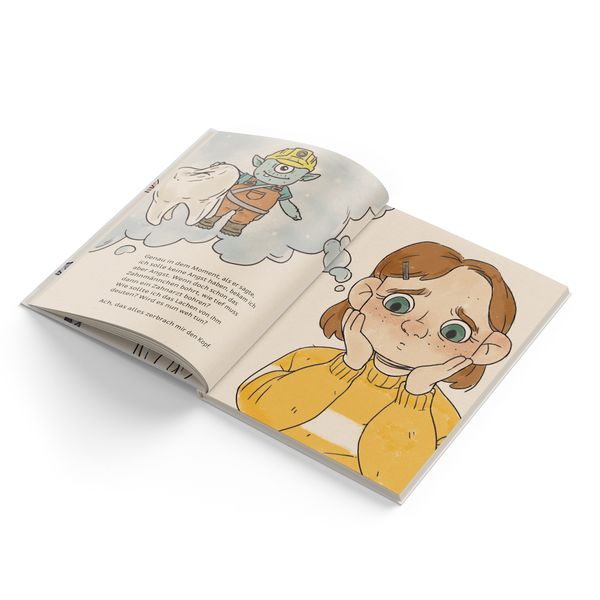 Genau in dem Moment, als er sagte,
ich sollte keine Angst haben, bekam ich
aber Angst. Wenn doch schon das
Zahnmännchen bohrt, wie tief muss
dann ein Zahnarzt bohren?
Wie sollte ich das Lachen von ihm
deuten? Wird es nun weh tun?
Ach, das alles zerbrach mir den Kopf.